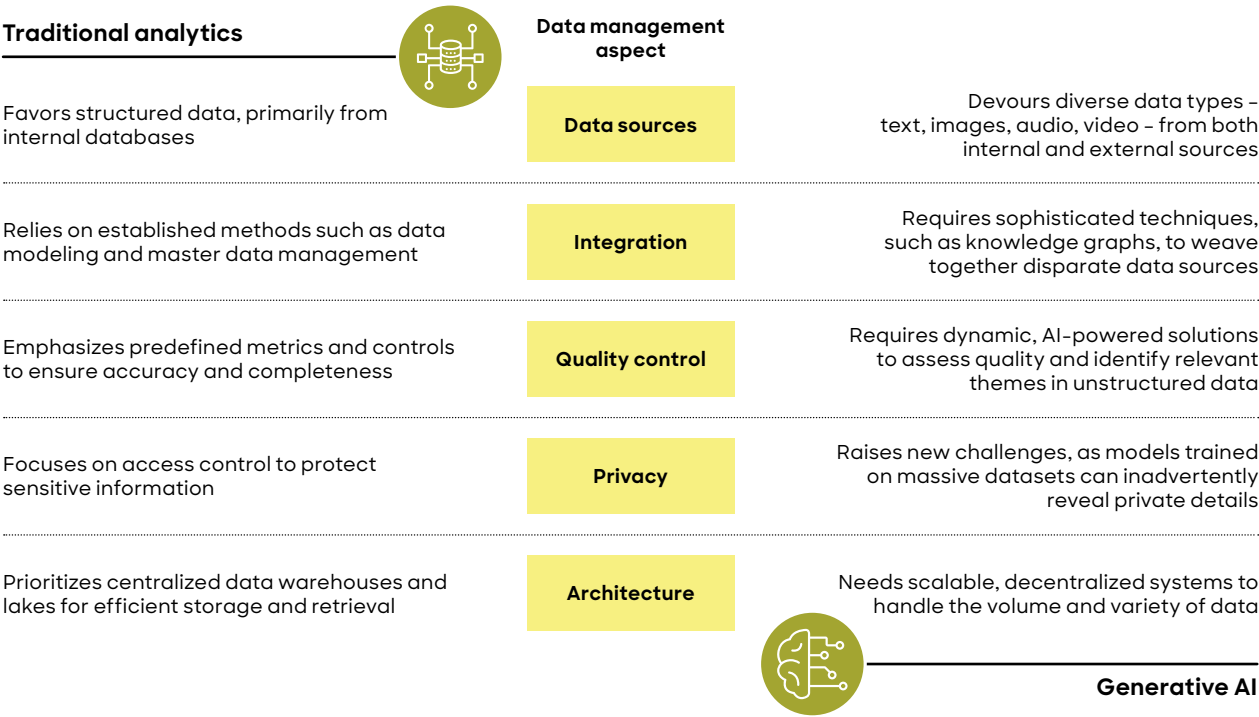 Traditional analytics
Data management
aspect
Favors structured data, primarily from
internal databases
Data sources
Devours diverse data types –
text, images, audio, video – from both
internal and external sources
Relies on established methods such as data
modeling and master data management
Integration
Requires sophisticated techniques,
such as knowledge graphs, to weave
together disparate data sources
Emphasizes predefined metrics and controls
to ensure accuracy and completeness
Quality control
Requires dynamic, AI-powered solutions
to assess quality and identify relevant
themes in unstructured data
Focuses on access control to protect
sensitive information
Privacy
Raises new challenges, as models trained
on massive datasets can inadvertently
reveal private details
Prioritizes centralized data warehouses and
lakes for efficient storage and retrieval
Architecture
Needs scalable, decentralized systems to
handle the volume and variety of data
Generative AI